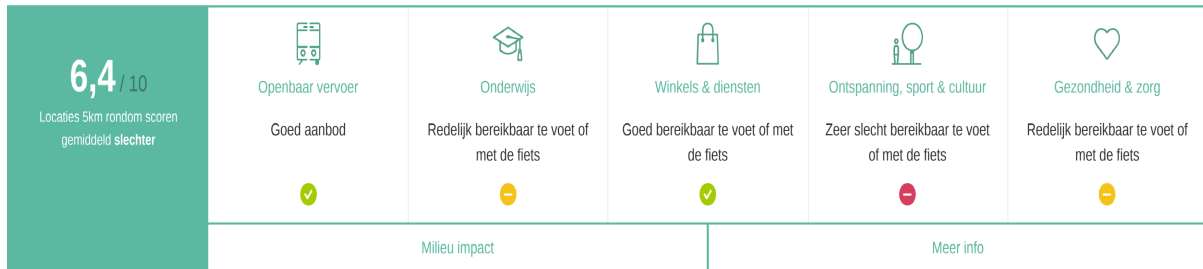 6,4 / 10
Locaties 5km rondom scoren
gemiddeld slechter
Openbaar vervoer
Goed aanbod
Onderwijs
Redelijk bereikbaar te voet of
met de fiets
Winkels & diensten
Goed bereikbaar te voet of met
de fiets
Ontspanning, sport & cultuur
Zeer slecht bereikbaar te voet
of met de fiets
Gezondheid & zorg
Redelijk bereikbaar te voet of
met de fiets
Milieu impact
Meer info